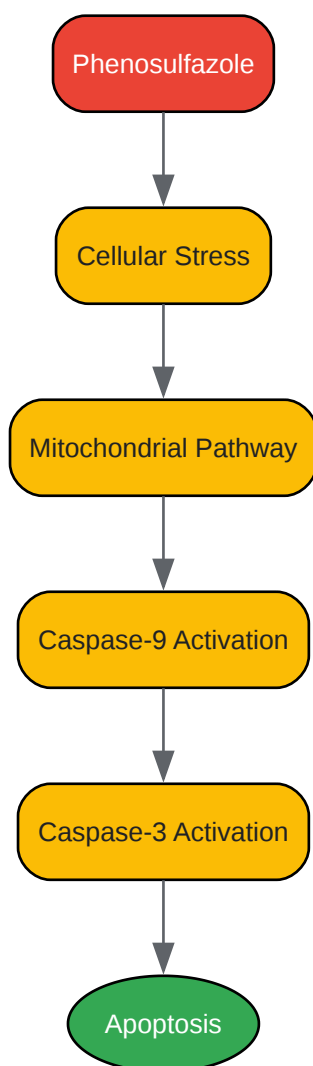 Phenosulfazole
Cellular Stress
Mitochondrial Pathway
Caspase-9 Activation
Caspase-3 Activation
Apoptosis